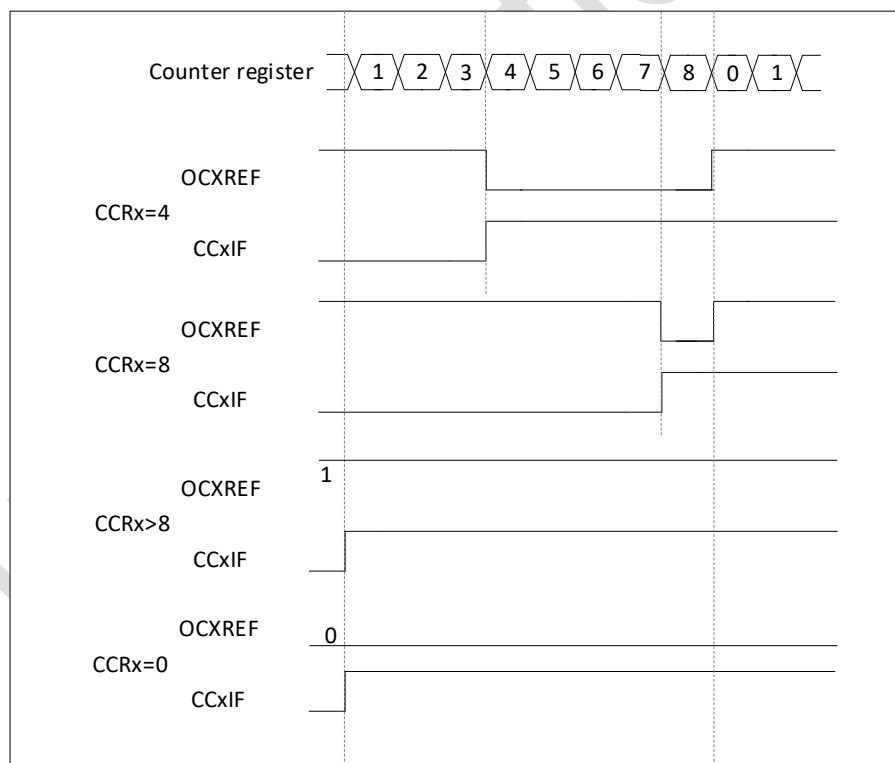 Counter register 1 2 3 4 5 6 7 8 0 1
OCXREF
CCRx=4
CCxIF
OCXREF
CCRx=8
CCxIF
1
OCXREF
CCRx>8
CCxIF
OCXREF 0
CCRx=0
CCxIF